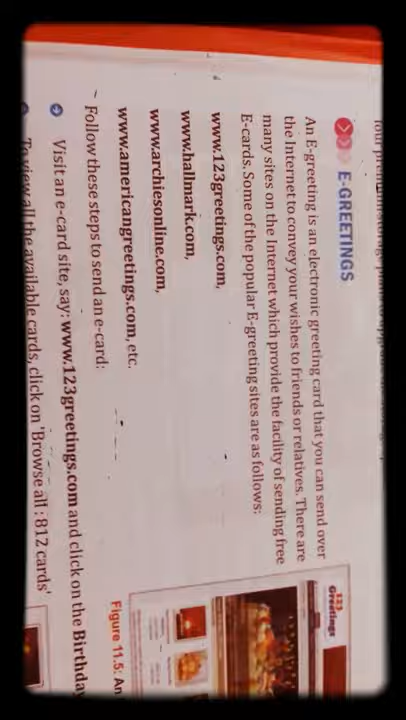 E-GREETINGS
An E-greeting is an electronic greeting card that you can send over
the Internet to convey your wishes to friends or relatives. There are
many sites on the Internet which provide the facility of sending free
E-cards. Some of the popular E-greeting sites are as follows:
www.123greetings.com,
www.hallmark.com,
www.archiesonline.com,
www.americangreetings.com, etc.
Follow these steps to send an e-card:
Visit an e-card site, say: www.123greetings.com and click on the Birthday
To view all the available cards, click on 'Browse all : 812 cards'
123
Greetings
Figure 11.5: An